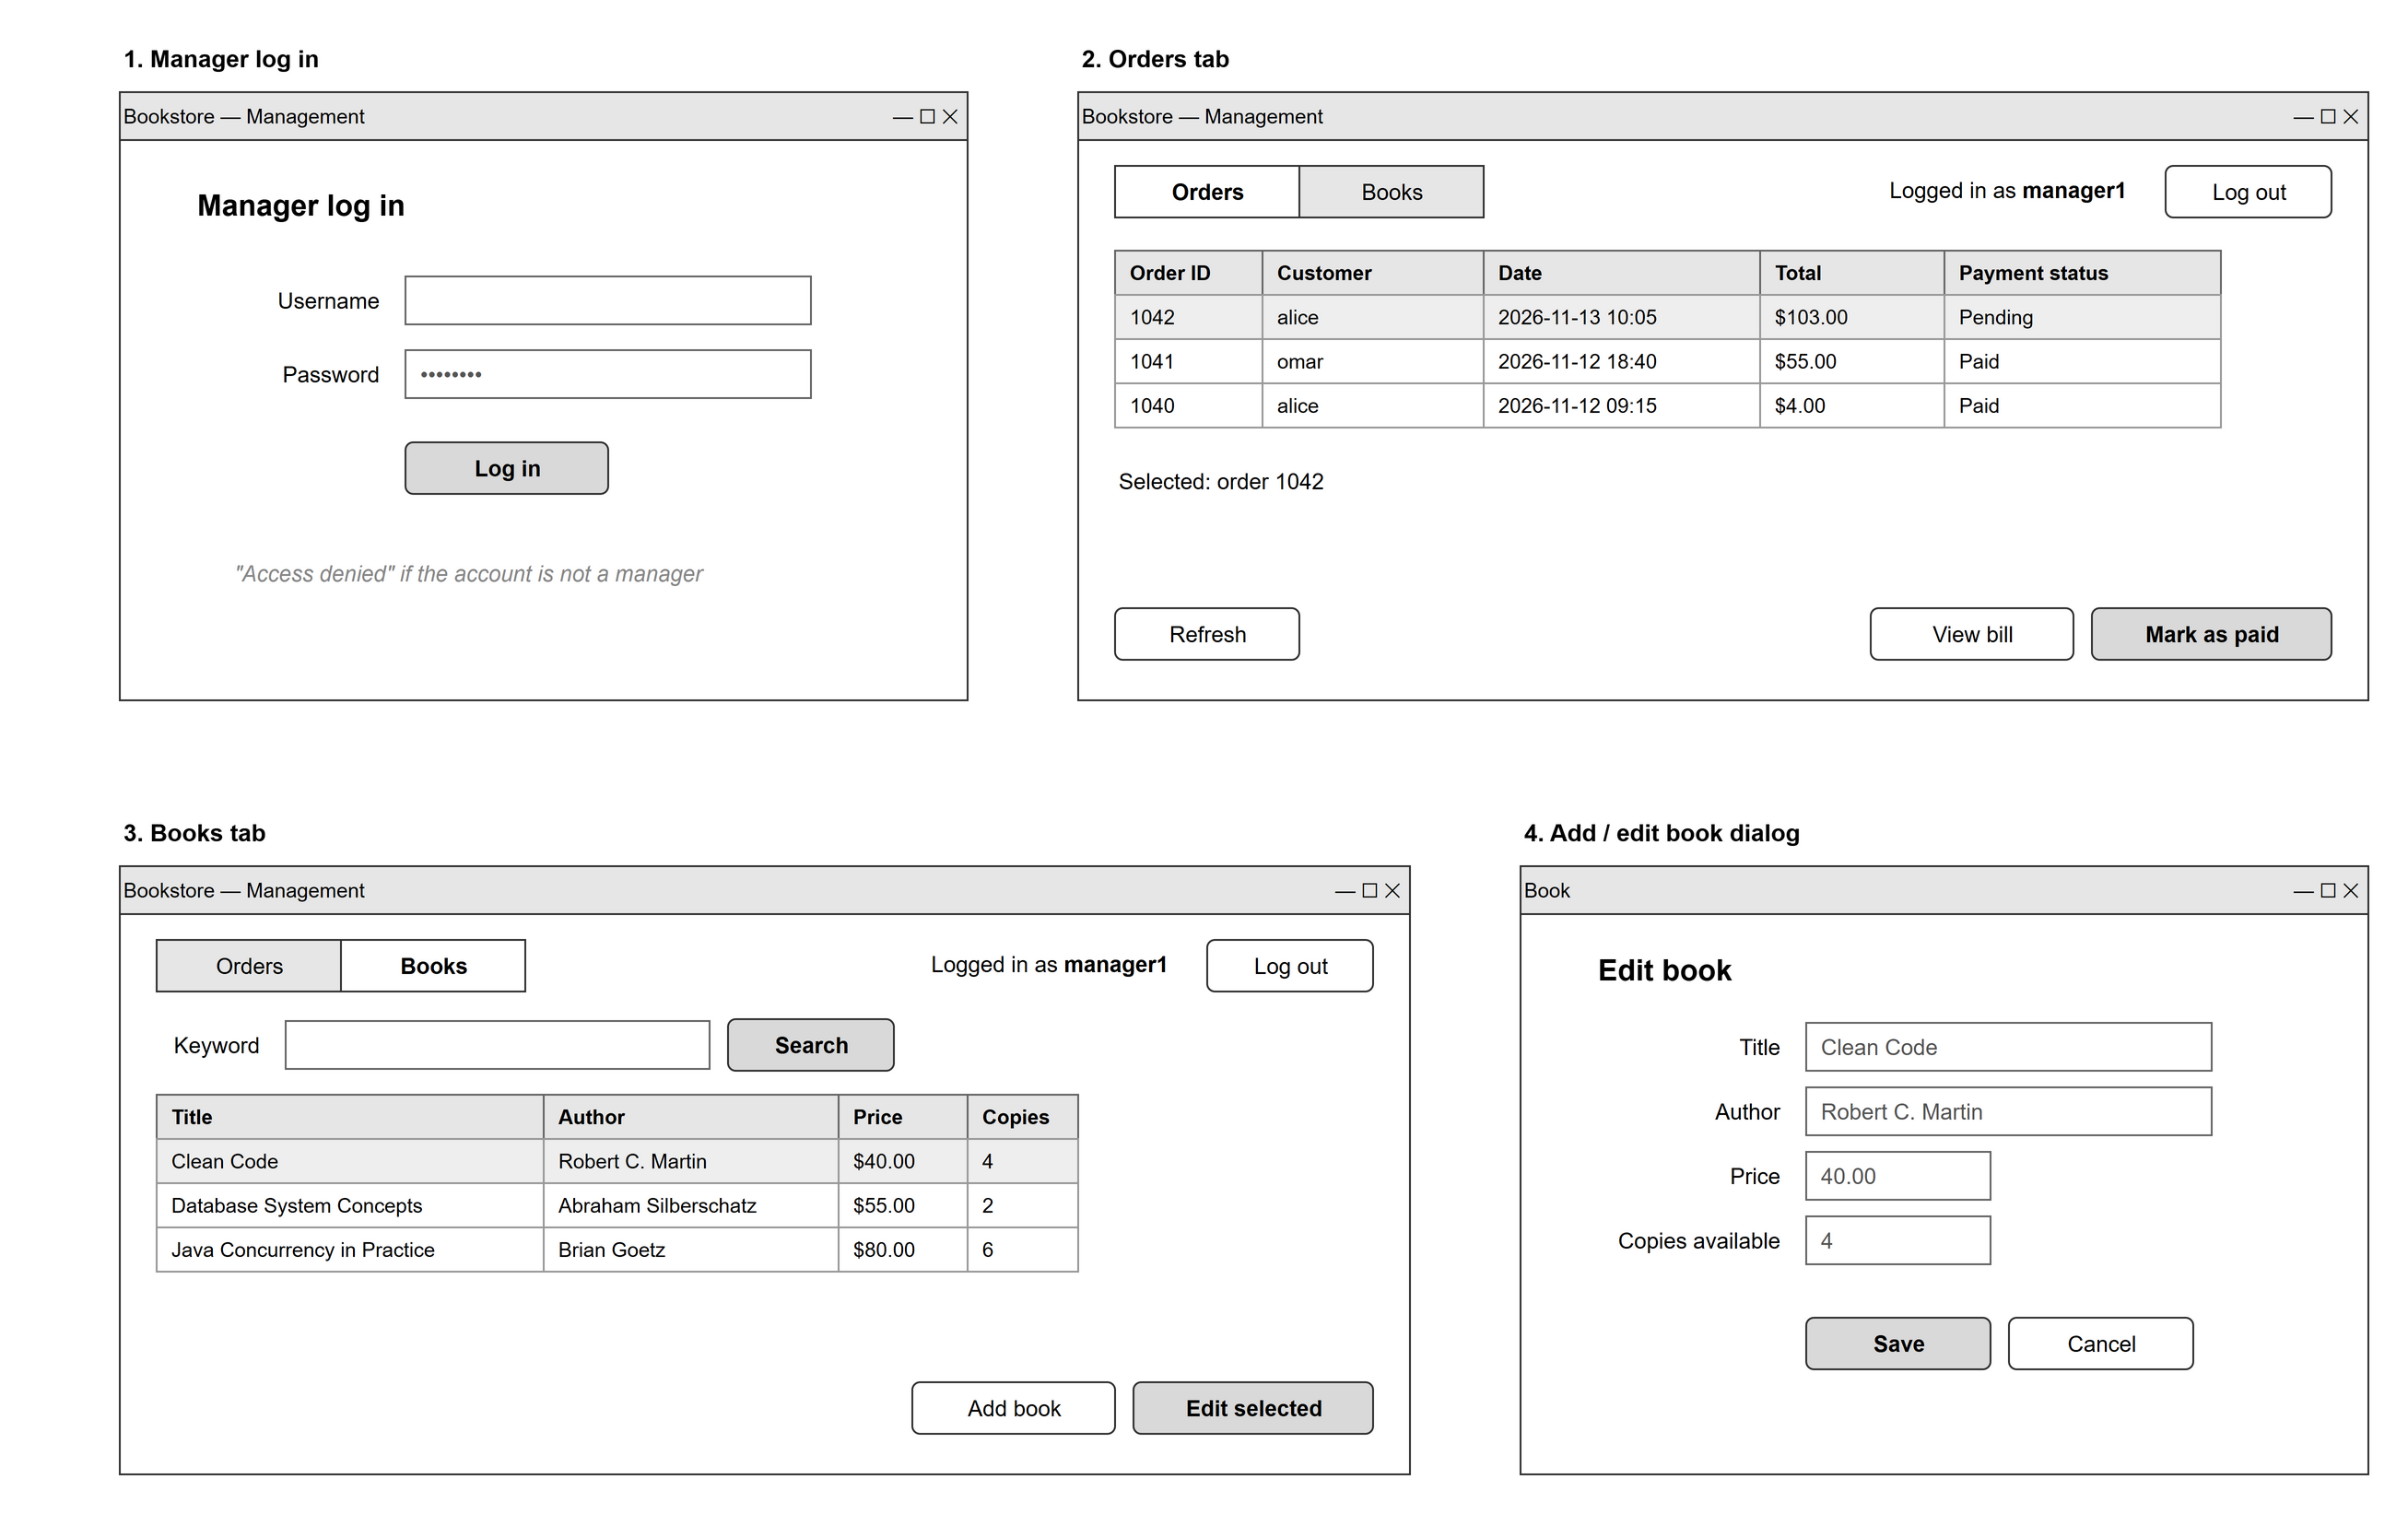 1. Manager log in
Bookstore — Management
Manager log in
Username
Password ••••••••
Log in
"Access denied" if the account is not a manager
2. Orders tab
Bookstore — Management
Orders Books Logged in as manager1 Log out
Order ID Customer Date Total Payment status
1042 alice 2026-11-13 10:05 $103.00 Pending
1041 omar 2026-11-12 18:40 $55.00 Paid
1040 alice 2026-11-12 09:15 $4.00 Paid
Selected: order 1042
Refresh View bill Mark as paid
3. Books tab
Bookstore — Management
Orders Books Logged in as manager1 Log out
Keyword Search
Title Author Price Copies
Clean Code Robert C. Martin $40.00 4
Database System Concepts Abraham Silberschatz $55.00 2
Java Concurrency in Practice Brian Goetz $80.00 6
Add book Edit selected
4. Add / edit book dialog
Book
Edit book
Title Clean Code
Author Robert C. Martin
Price 40.00
Copies available 4
Save Cancel